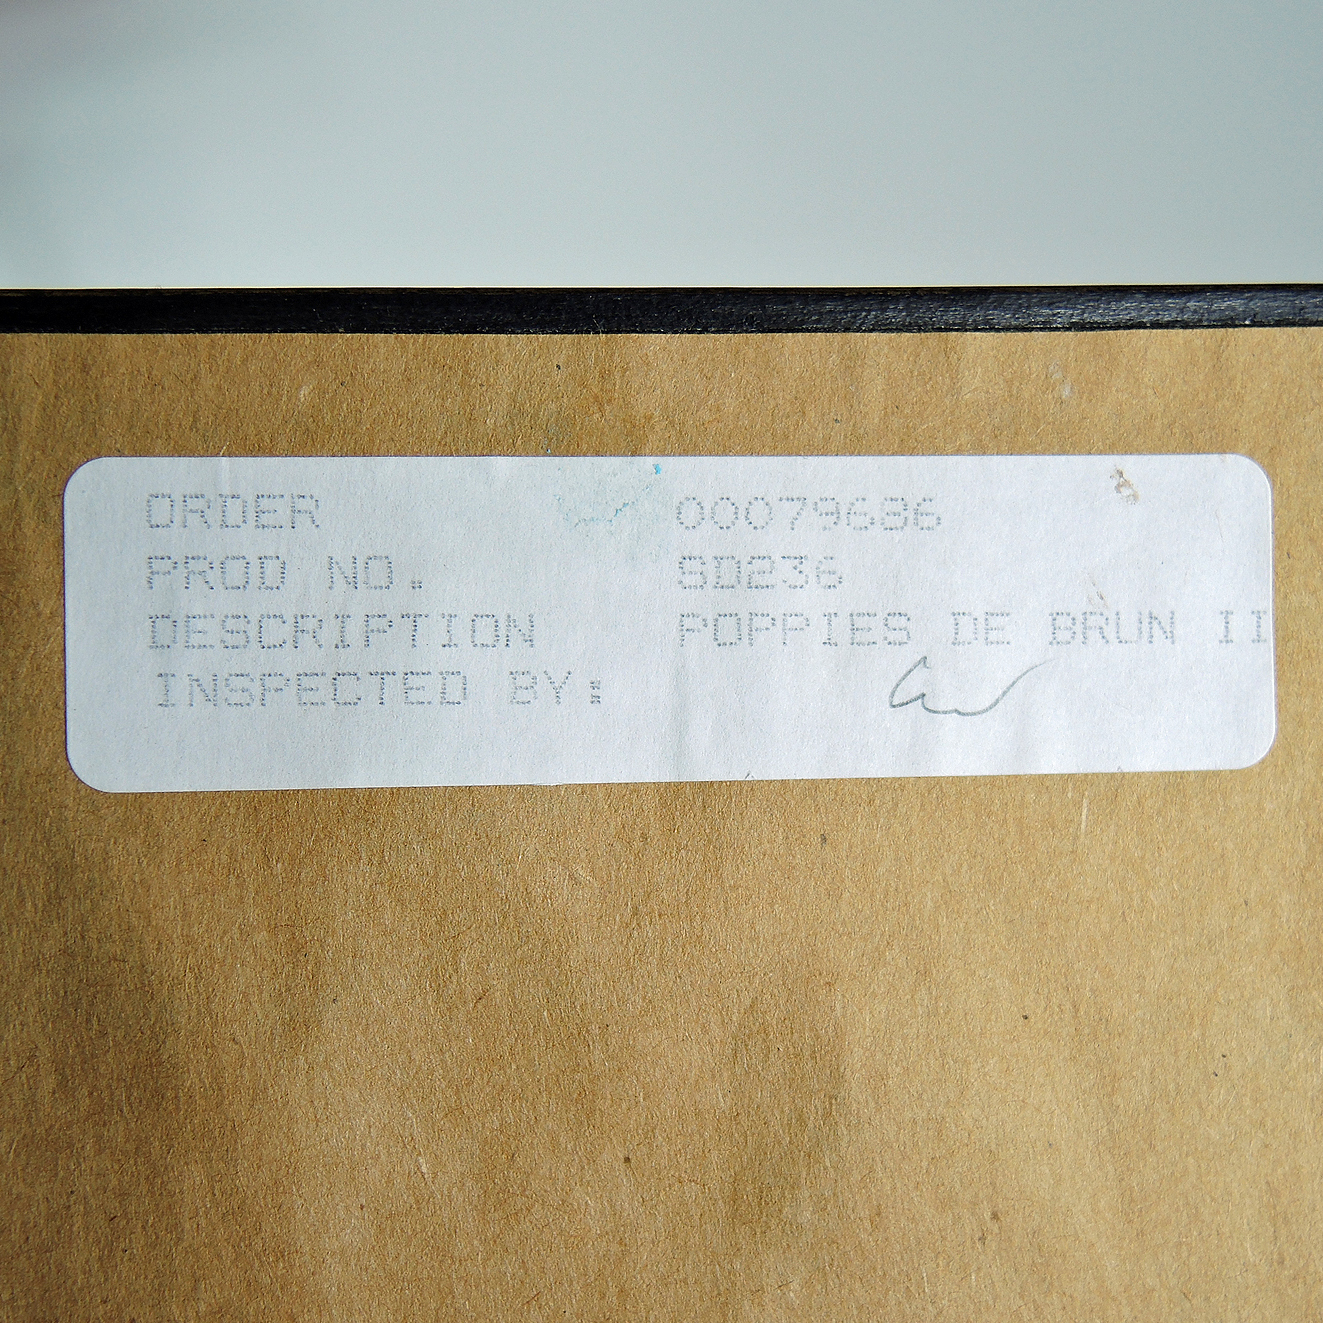 ORDER 00079686
PROD NO. SD236
DESCRIPTION POPPIES DE BRUN II
INSPECTED BY: